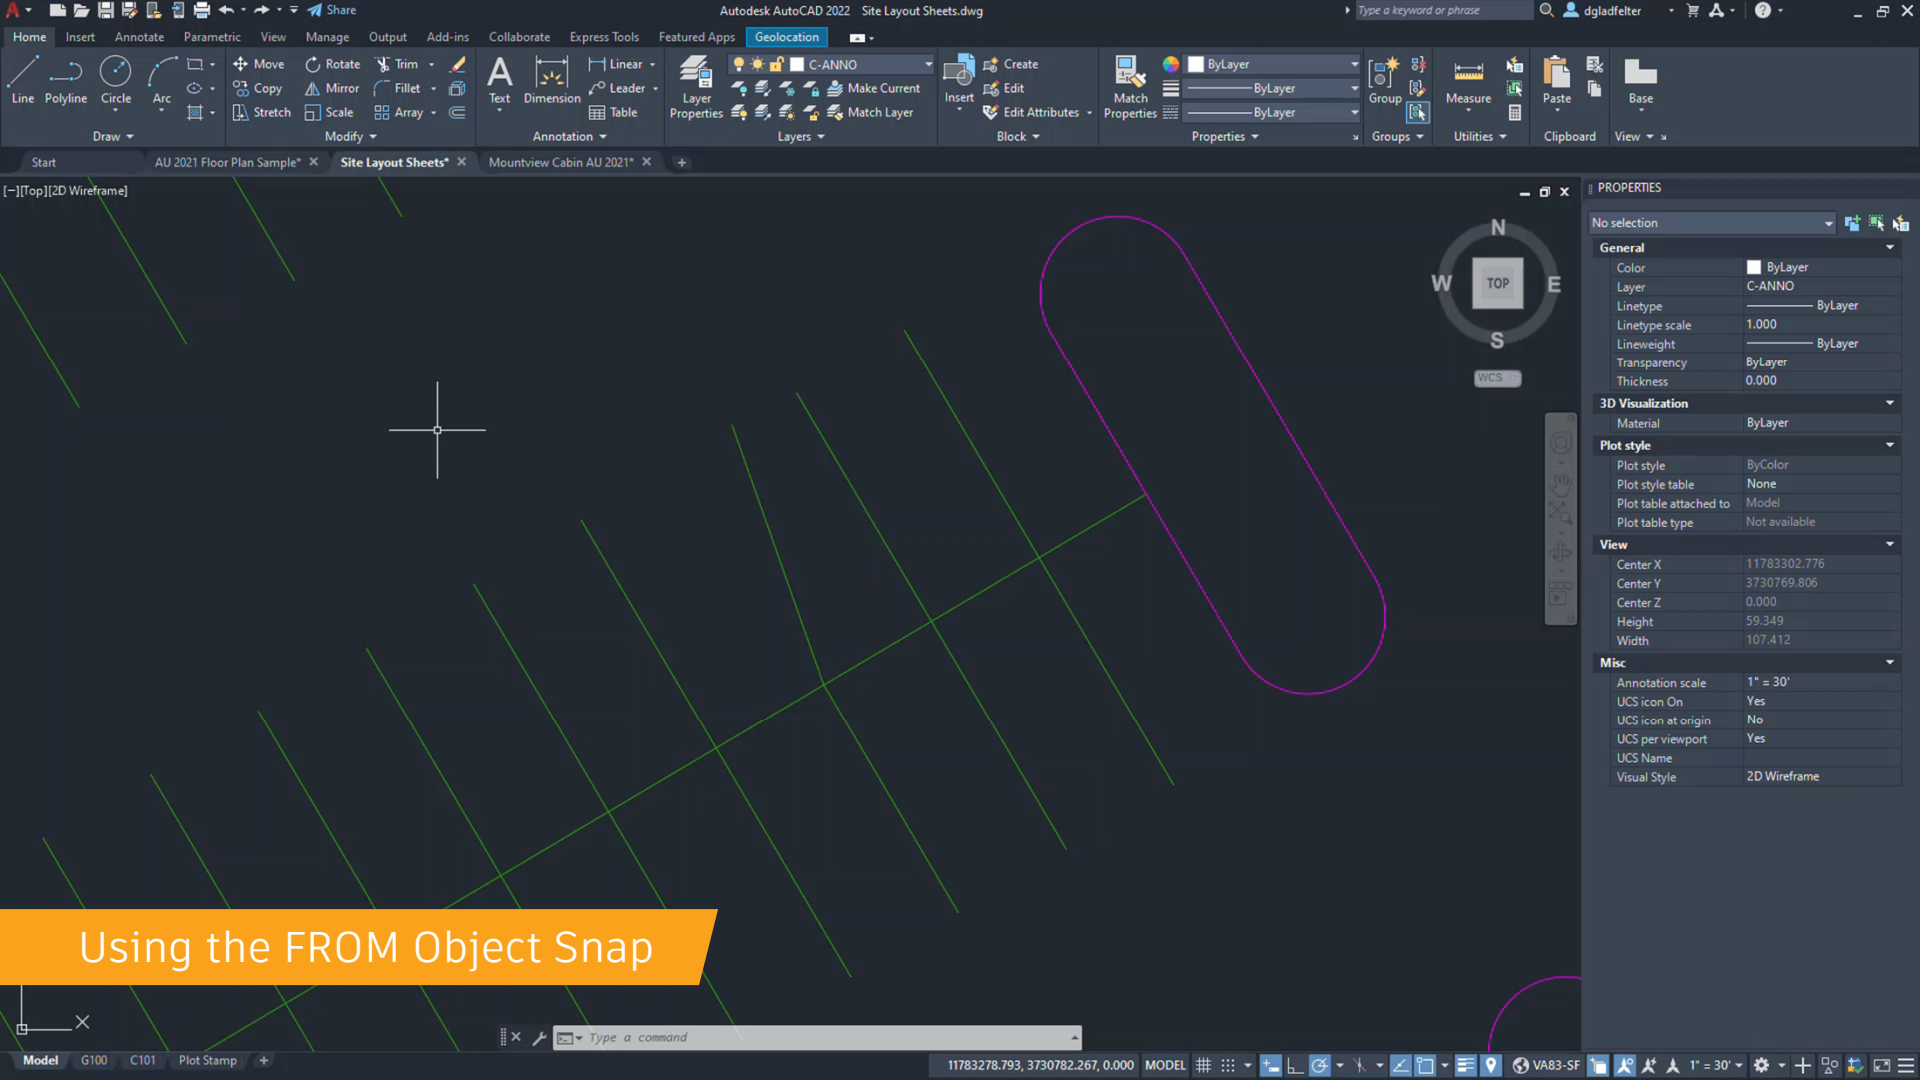 Share
Autodesk AutoCAD 2022 Site Layout Sheets.dwg
Type a keyword or phrase
dgladfelter
Home Insert Annotate Parametric View Manage Output Add-ins Collaborate Express Tools Featured Apps Geolocation
Line Polyline Circle Arc
Move Rotate Trim
Copy Mirror Fillet
Stretch Scale Array
Text Dimension
Linear
Leader
Table
Layer Properties
C-ANNO
Make Current
Match Layer
Insert
Create
Edit
Edit Attributes
Match Properties
ByLayer
ByLayer
ByLayer
Group
Measure
Paste
Base
Draw Modify Annotation Layers Block Properties Groups Utilities Clipboard View
Start AU 2021 Floor Plan Sample* Site Layout Sheets* Mountview Cabin AU 2021*
[−][Top][2D Wireframe]
N
W TOP E
S
WCS
PROPERTIES
No selection
General
Color ByLayer
Layer C-ANNO
Linetype ByLayer
Linetype scale 1.000
Lineweight ByLayer
Transparency ByLayer
Thickness 0.000
3D Visualization
Material ByLayer
Plot style
Plot style ByColor
Plot style table None
Plot table attached to Model
Plot table type Not available
View
Center X 11783302.776
Center Y 3730769.806
Center Z 0.000
Height 59.349
Width 107.412
Misc
Annotation scale 1" = 30'
UCS icon On Yes
UCS icon at origin No
UCS per viewport Yes
UCS Name
Visual Style 2D Wireframe
Using the FROM Object Snap
X
Type a command
Model G100 C101 Plot Stamp
11783278.793, 3730782.267, 0.000 MODEL VA83-SF 1" = 30'